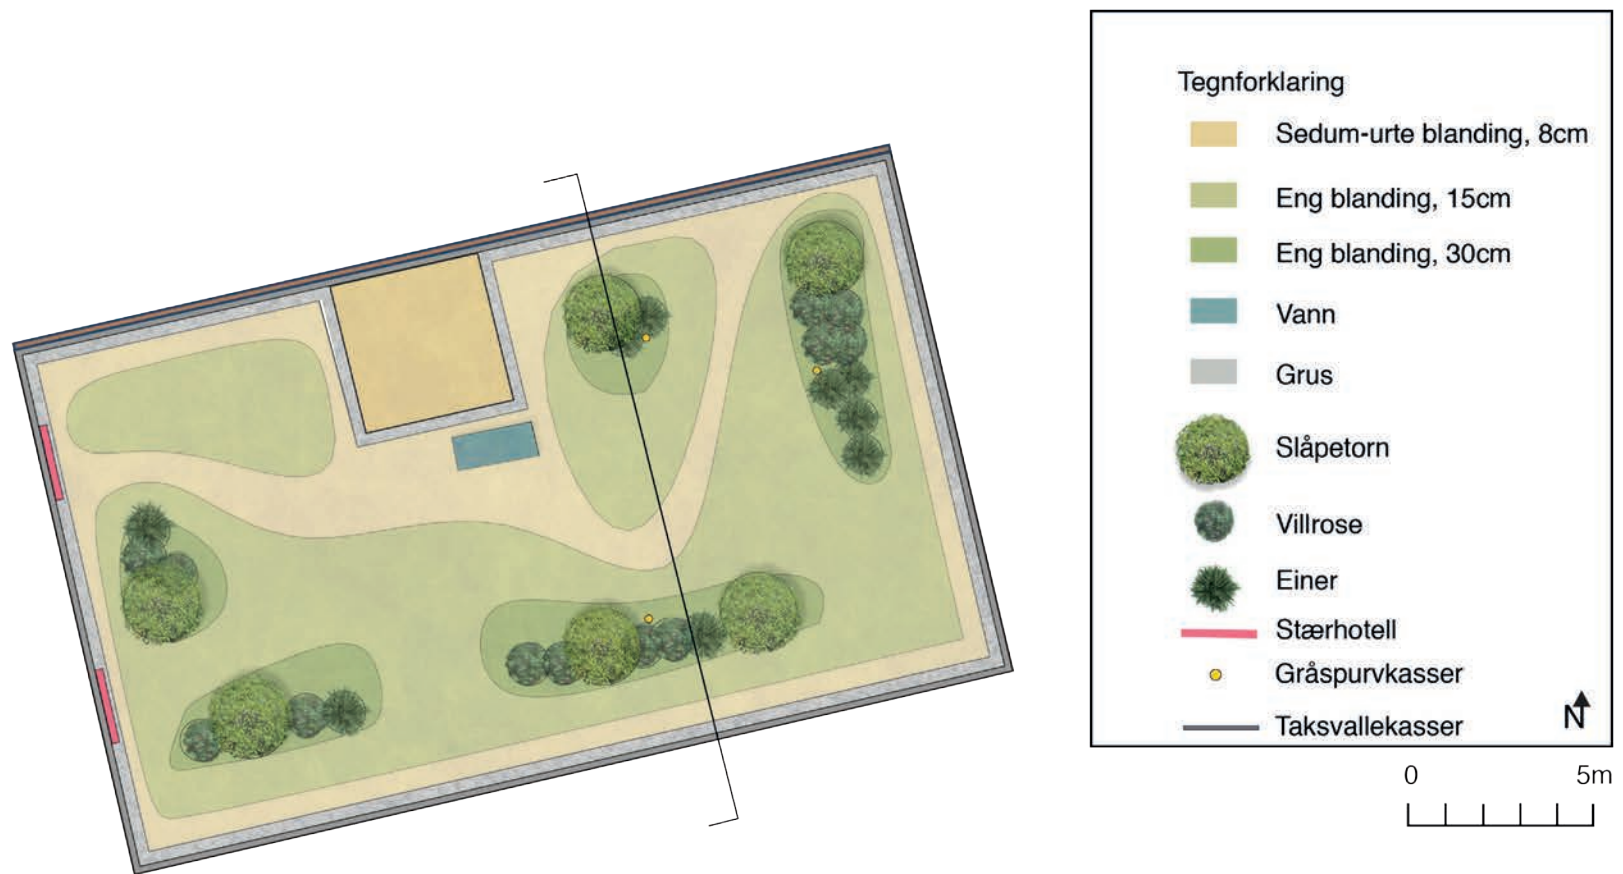 Tegnforklaring
Sedum-urte blanding, 8cm
Eng blanding, 15cm
Eng blanding, 30cm
Vann
Grus
Slåpetorn
Villrose
Einer
Stærhotell
Gråspurvkasser
Taksvallekasser
N
0 5m